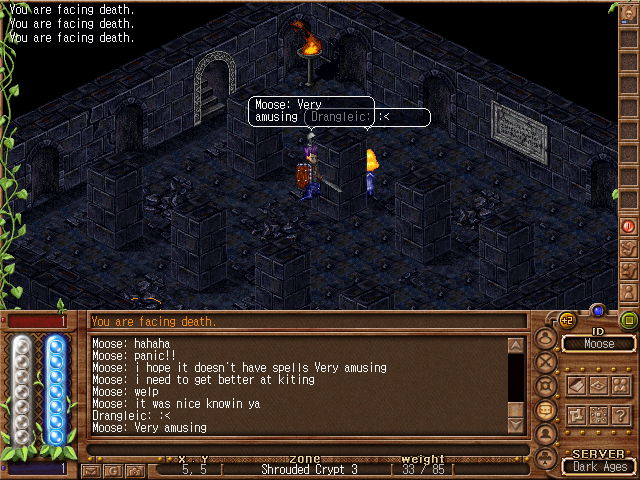 You are facing death.
You are facing death.
You are facing death.
Moose: Very
amusing
Drangleic: :<
You are facing death.
Moose: hahaha
Moose: panic!!
Moose: i hope it doesn't have spells Very amusing
Moose: i need to get better at kiting
Moose: welp
Moose: it was nice knowin ya
Drangleic: :<
Moose: Very amusing
1
1
x
Y
zone
weight
5, 5
Shrouded Crypt 3
33 / 85
+2
ID
Moose
?
SERVER
Dark Ages